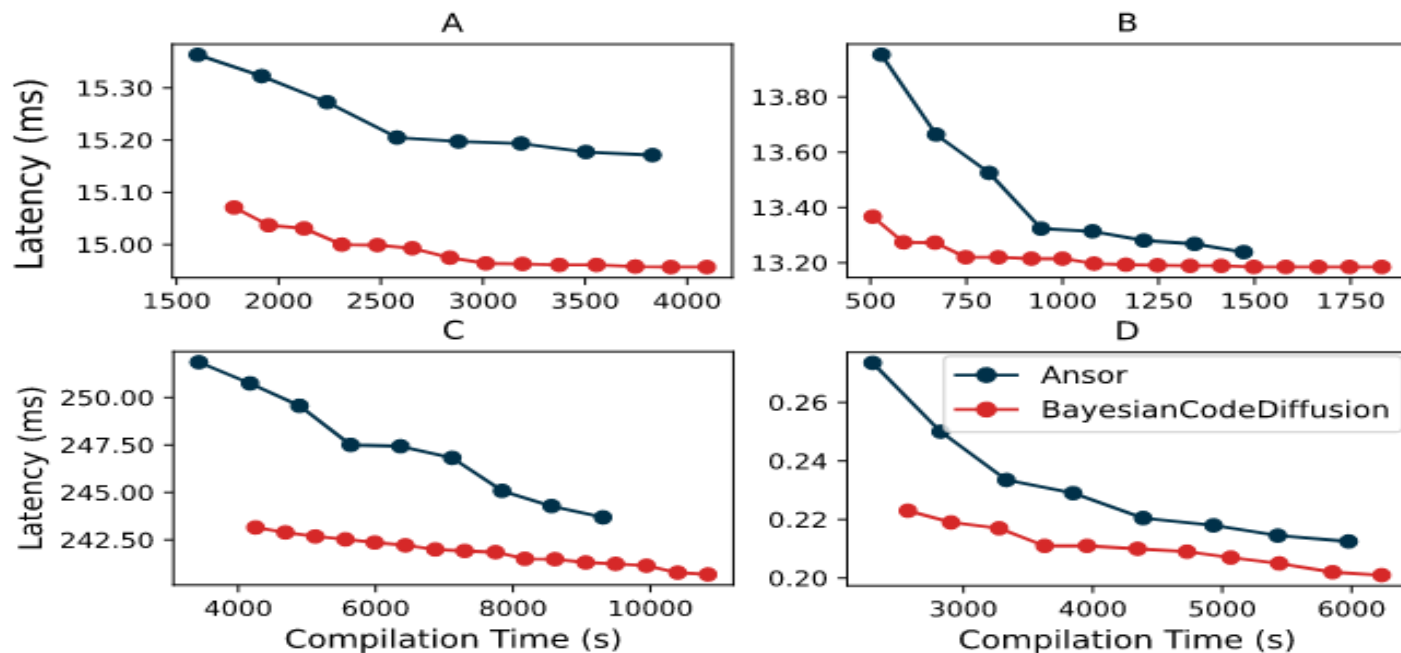 A
B
Latency (ms)
15.30
15.20
15.10
15.00
1500 2000 2500 3000 3500 4000
13.80
13.60
13.40
13.20
500 750 1000 1250 1500 1750
C
D
Latency (ms)
250.00
247.50
245.00
242.50
4000 6000 8000 10000
Compilation Time (s)
0.26
0.24
0.22
0.20
Ansor
BayesianCodeDiffusion
3000 4000 5000 6000
Compilation Time (s)